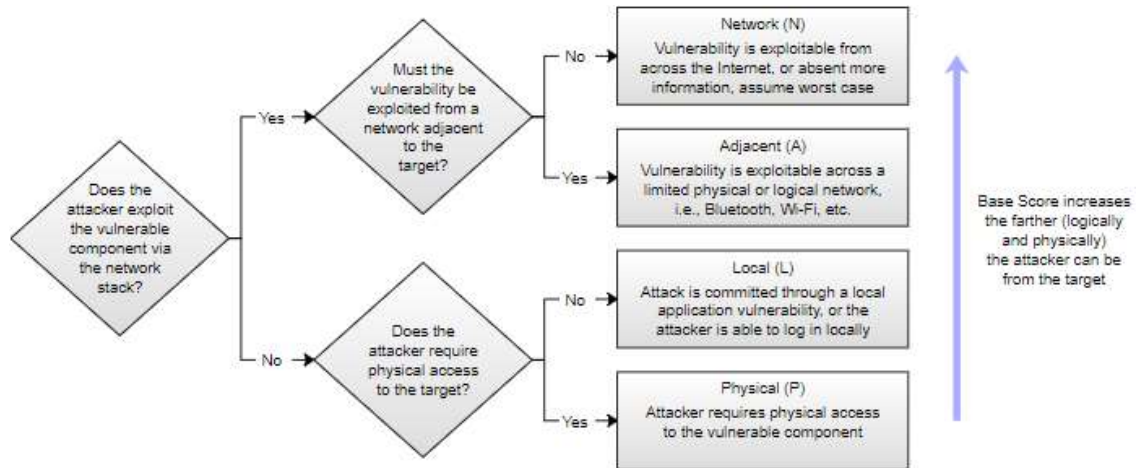 Does the
attacker exploit
the vulnerable
component via
the network
stack?
Yes
No
Must the
vulnerability be
exploited from a
network adjacent
to the
target?
No
Yes
Does the
attacker require
physical access
to the target?
No
Yes
Network (N)
Vulnerability is exploitable from
across the Internet, or absent more
information, assume worst case
Adjacent (A)
Vulnerability is exploitable across a
limited physical or logical network,
i.e., Bluetooth, Wi-Fi, etc.
Local (L)
Attack is committed through a local
application vulnerability, or the
attacker is able to log in locally
Physical (P)
Attacker requires physical access
to the vulnerable component
Base Score increases
the farther (logically
and physically)
the attacker can be
from the target